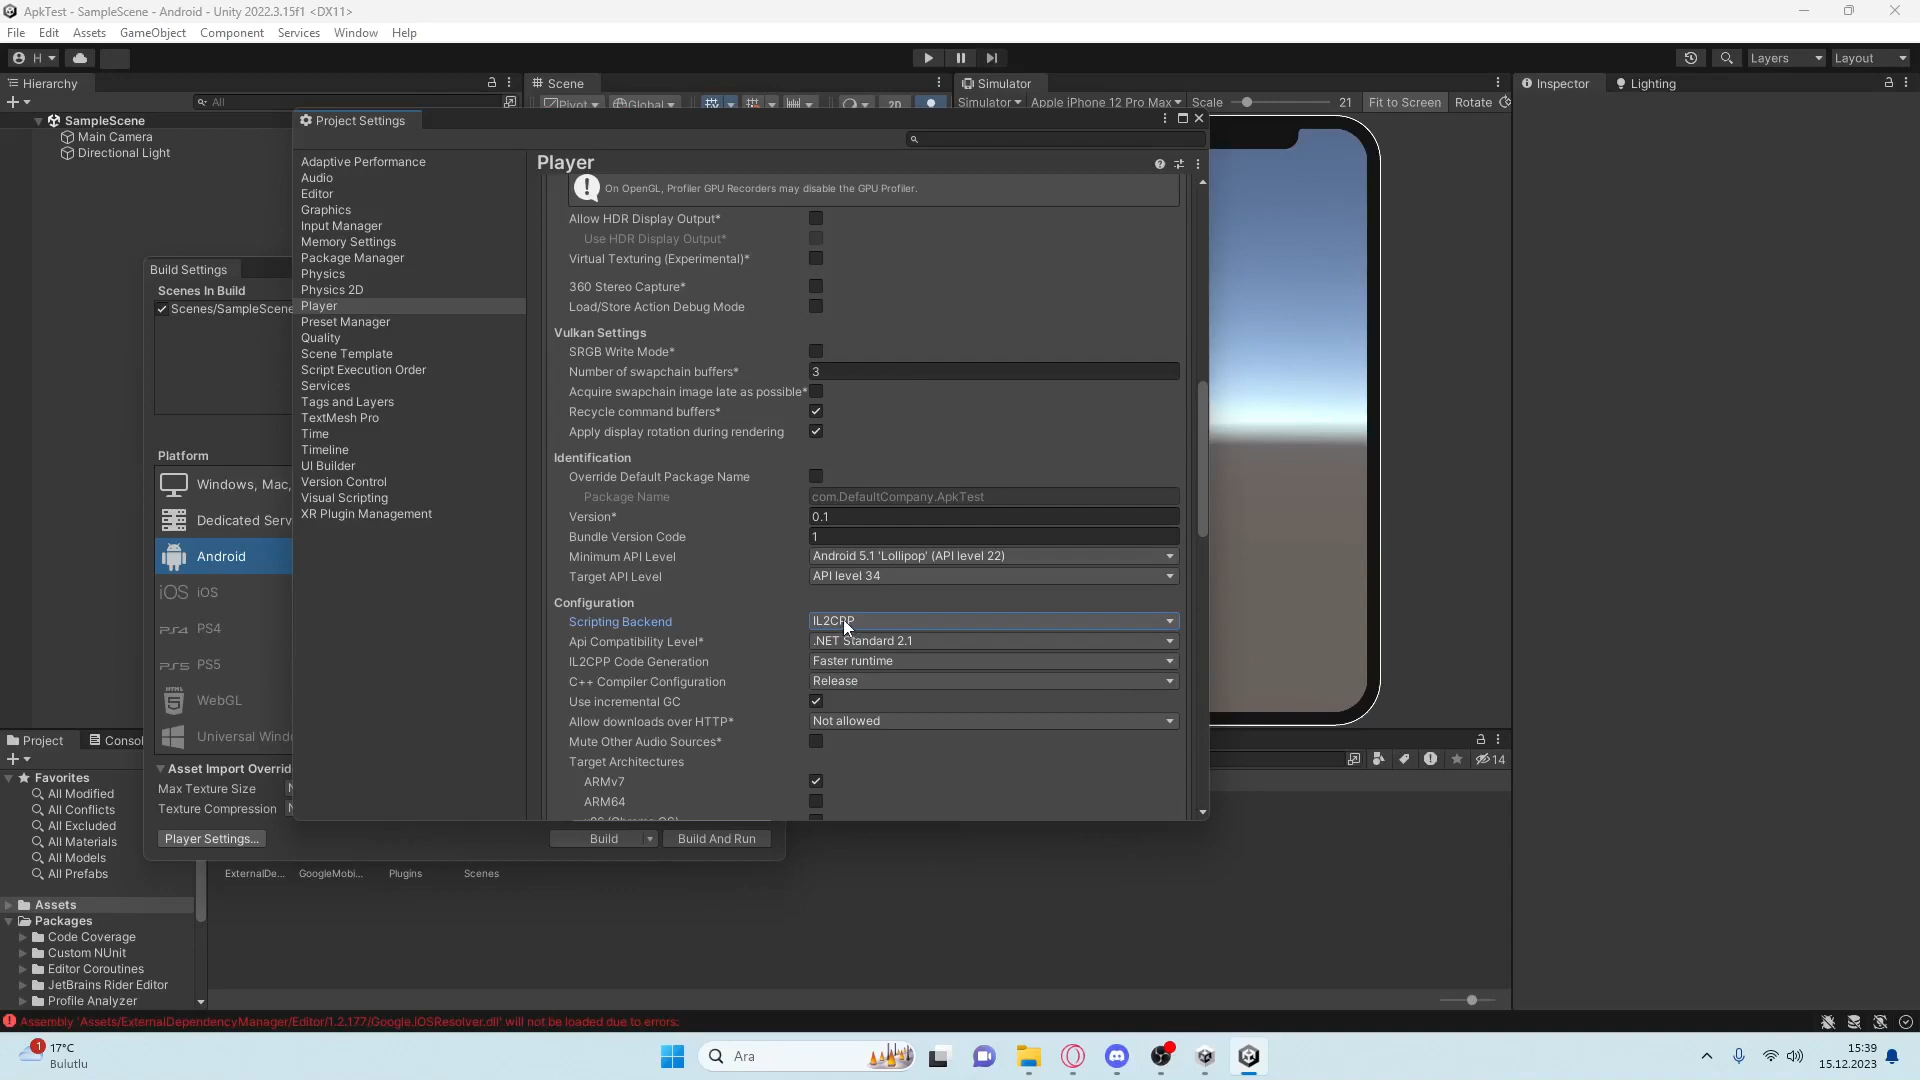 ApkTest - SampleScene - Android - Unity 2022.3.15f1 <DX11>
File Edit Assets GameObject Component Services Window Help
H
Layers
Layout
Hierarchy
All
SampleScene
Main Camera
Directional Light
Scene
Pivot
Global
2D
Simulator
Simulator
Apple iPhone 12 Pro Max
Scale
21
Fit to Screen
Rotate
Inspector
Lighting
Build Settings
Scenes In Build
Scenes/SampleScene
Platform
Windows, Mac,
Dedicated Serv
Android
iOS iOS
PS4 PS4
PS5 PS5
WebGL
Universal Windo
Asset Import Overrid
Max Texture Size
Texture Compression
Player Settings...
Build
Build And Run
Project Settings
Adaptive Performance
Audio
Editor
Graphics
Input Manager
Memory Settings
Package Manager
Physics
Physics 2D
Player
Preset Manager
Quality
Scene Template
Script Execution Order
Services
Tags and Layers
TextMesh Pro
Time
Timeline
UI Builder
Version Control
Visual Scripting
XR Plugin Management
Player
On OpenGL, Profiler GPU Recorders may disable the GPU Profiler.
Allow HDR Display Output*
Use HDR Display Output*
Virtual Texturing (Experimental)*
360 Stereo Capture*
Load/Store Action Debug Mode
Vulkan Settings
SRGB Write Mode*
Number of swapchain buffers* 3
Acquire swapchain image late as possible*
Recycle command buffers*
Apply display rotation during rendering
Identification
Override Default Package Name
Package Name com.DefaultCompany.ApkTest
Version* 0.1
Bundle Version Code 1
Minimum API Level Android 5.1 'Lollipop' (API level 22)
Target API Level API level 34
Configuration
Scripting Backend IL2CPP
Api Compatibility Level* .NET Standard 2.1
IL2CPP Code Generation Faster runtime
C++ Compiler Configuration Release
Use incremental GC
Allow downloads over HTTP* Not allowed
Mute Other Audio Sources*
Target Architectures
ARMv7
ARM64
Project
Consol
14
Favorites
All Modified
All Conflicts
All Excluded
All Materials
All Models
All Prefabs
Assets
Packages
Code Coverage
Custom NUnit
Editor Coroutines
JetBrains Rider Editor
Profile Analyzer
ExternalDe...
GoogleMobi...
Plugins
Scenes
Assembly 'Assets/ExternalDependencyManager/Editor/1.2.177/Google.IOSResolver.dll' will not be loaded due to errors:
1
17°C
Bulutlu
Ara
15:39
15.12.2023